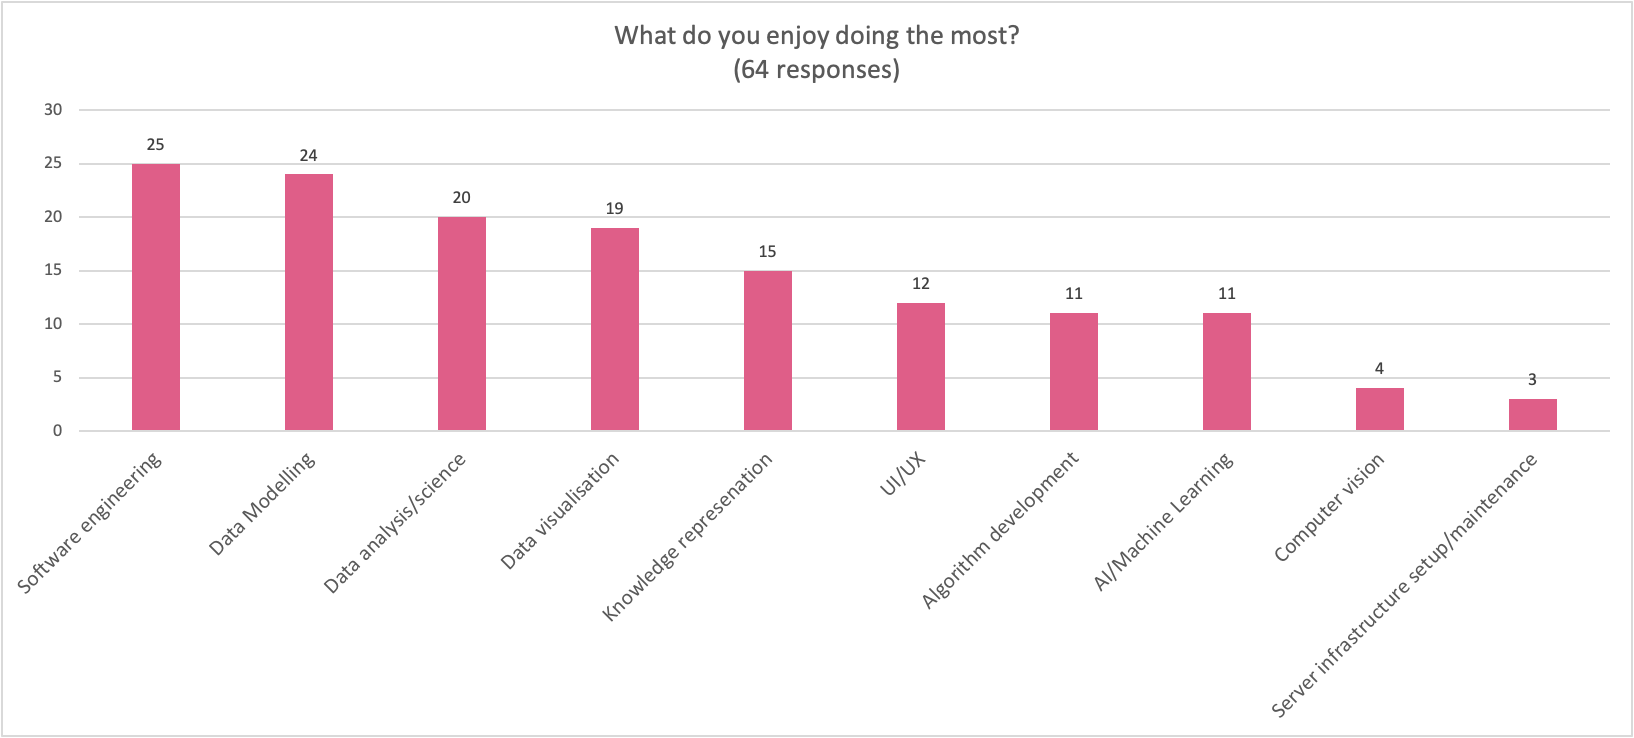 What do you enjoy doing the most?
(64 responses)
30
25
20
15
10
5
0
25
24
20
19
15
12
11
11
4
3
Software engineering
Data Modelling
Data analysis/science
Data visualisation
Knowledge represenation
UI/UX
Algorithm development
AI/Machine Learning
Computer vision
Server infrastructure setup/maintenance